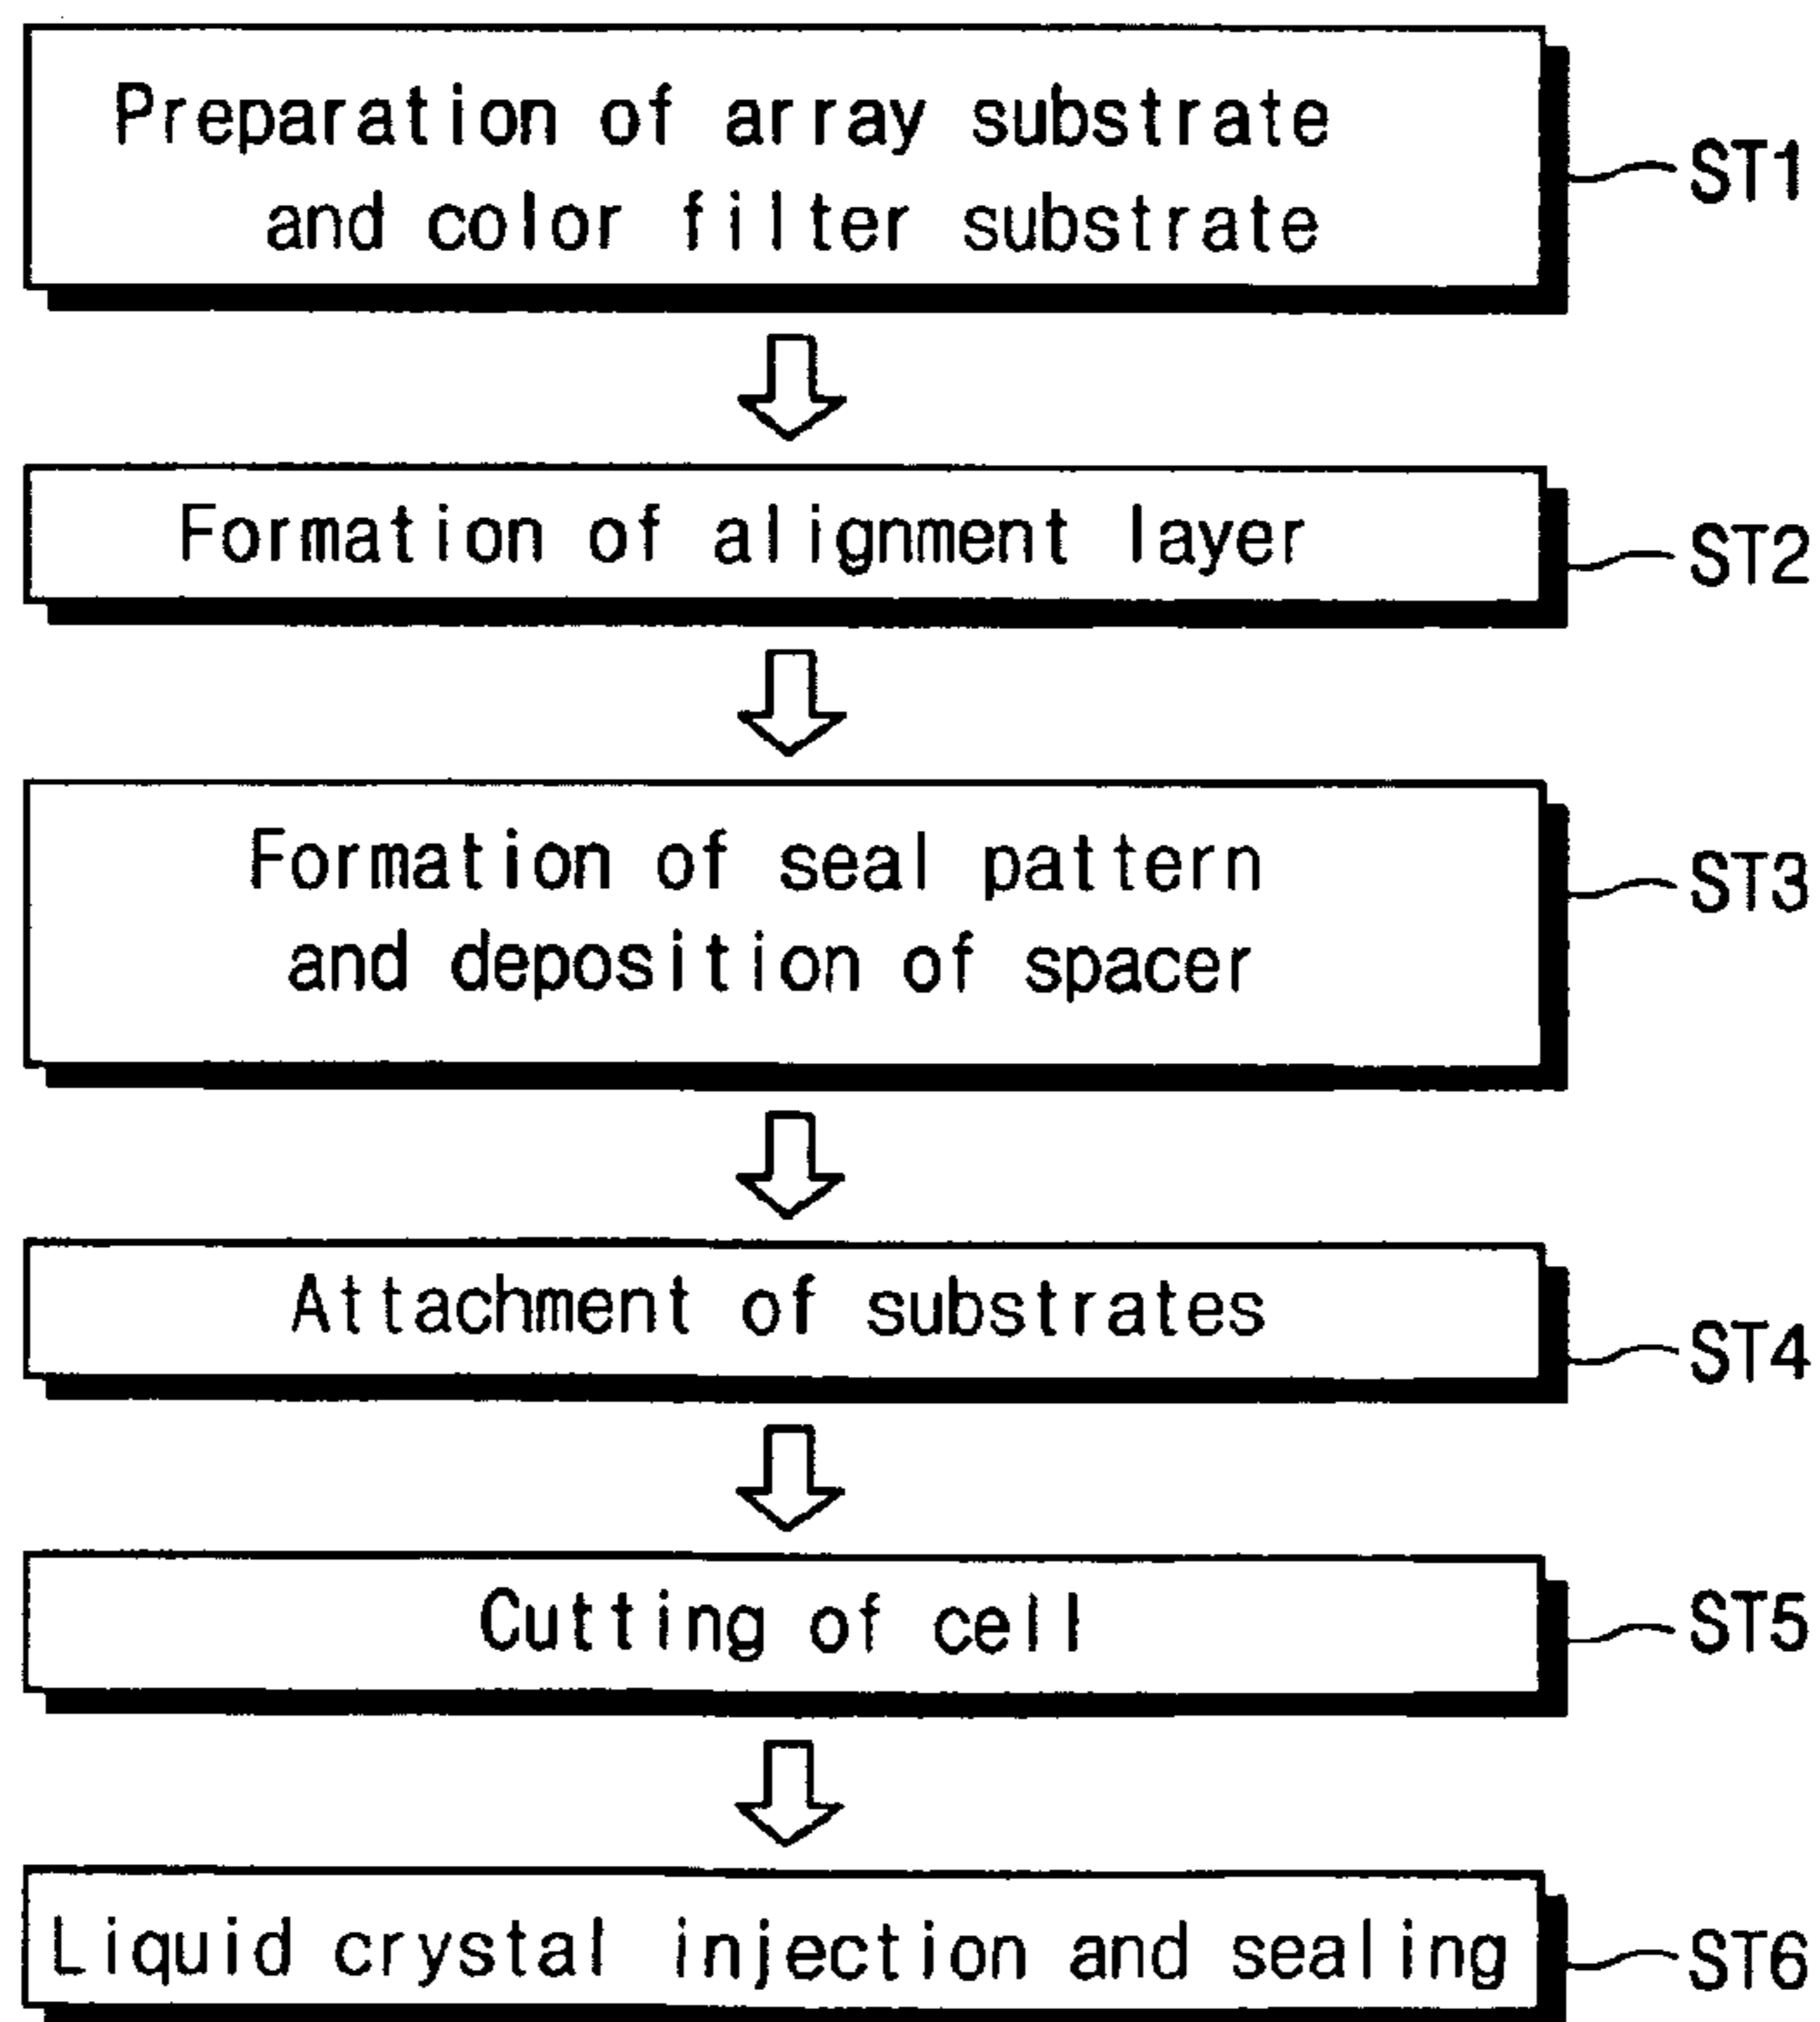 Preparation of array substrate
and color filter substrate
ST1
Formation of alignment layer
ST2
Formation of seal pattern
and deposition of spacer
ST3
Attachment of substrates
ST4
Cutting of cell
ST5
Liquid crystal injection and sealing
ST6